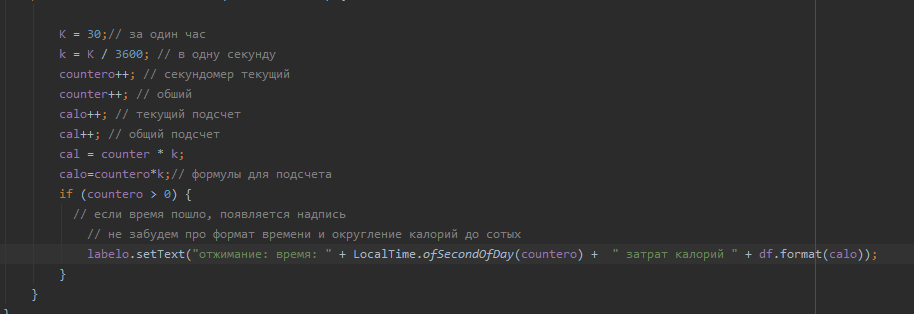 K = 30;// за один час
k = K / 3600; // в одну секунду
countero++; // секундомер текущий
counter++; // обший
calo++; // текущий подсчет
cal++; // общий подсчет
cal = counter * k;
calo=countero*k;// формулы для подсчета
if (countero > 0) {
// если время пошло, появляется надпись
// не забудем про формат времени и округление калорий до сотых
labelo.setText("отжимание: время: " + LocalTime.ofSecondOfDay(countero) +  " затрат калорий " + df.format(calo));
}
}